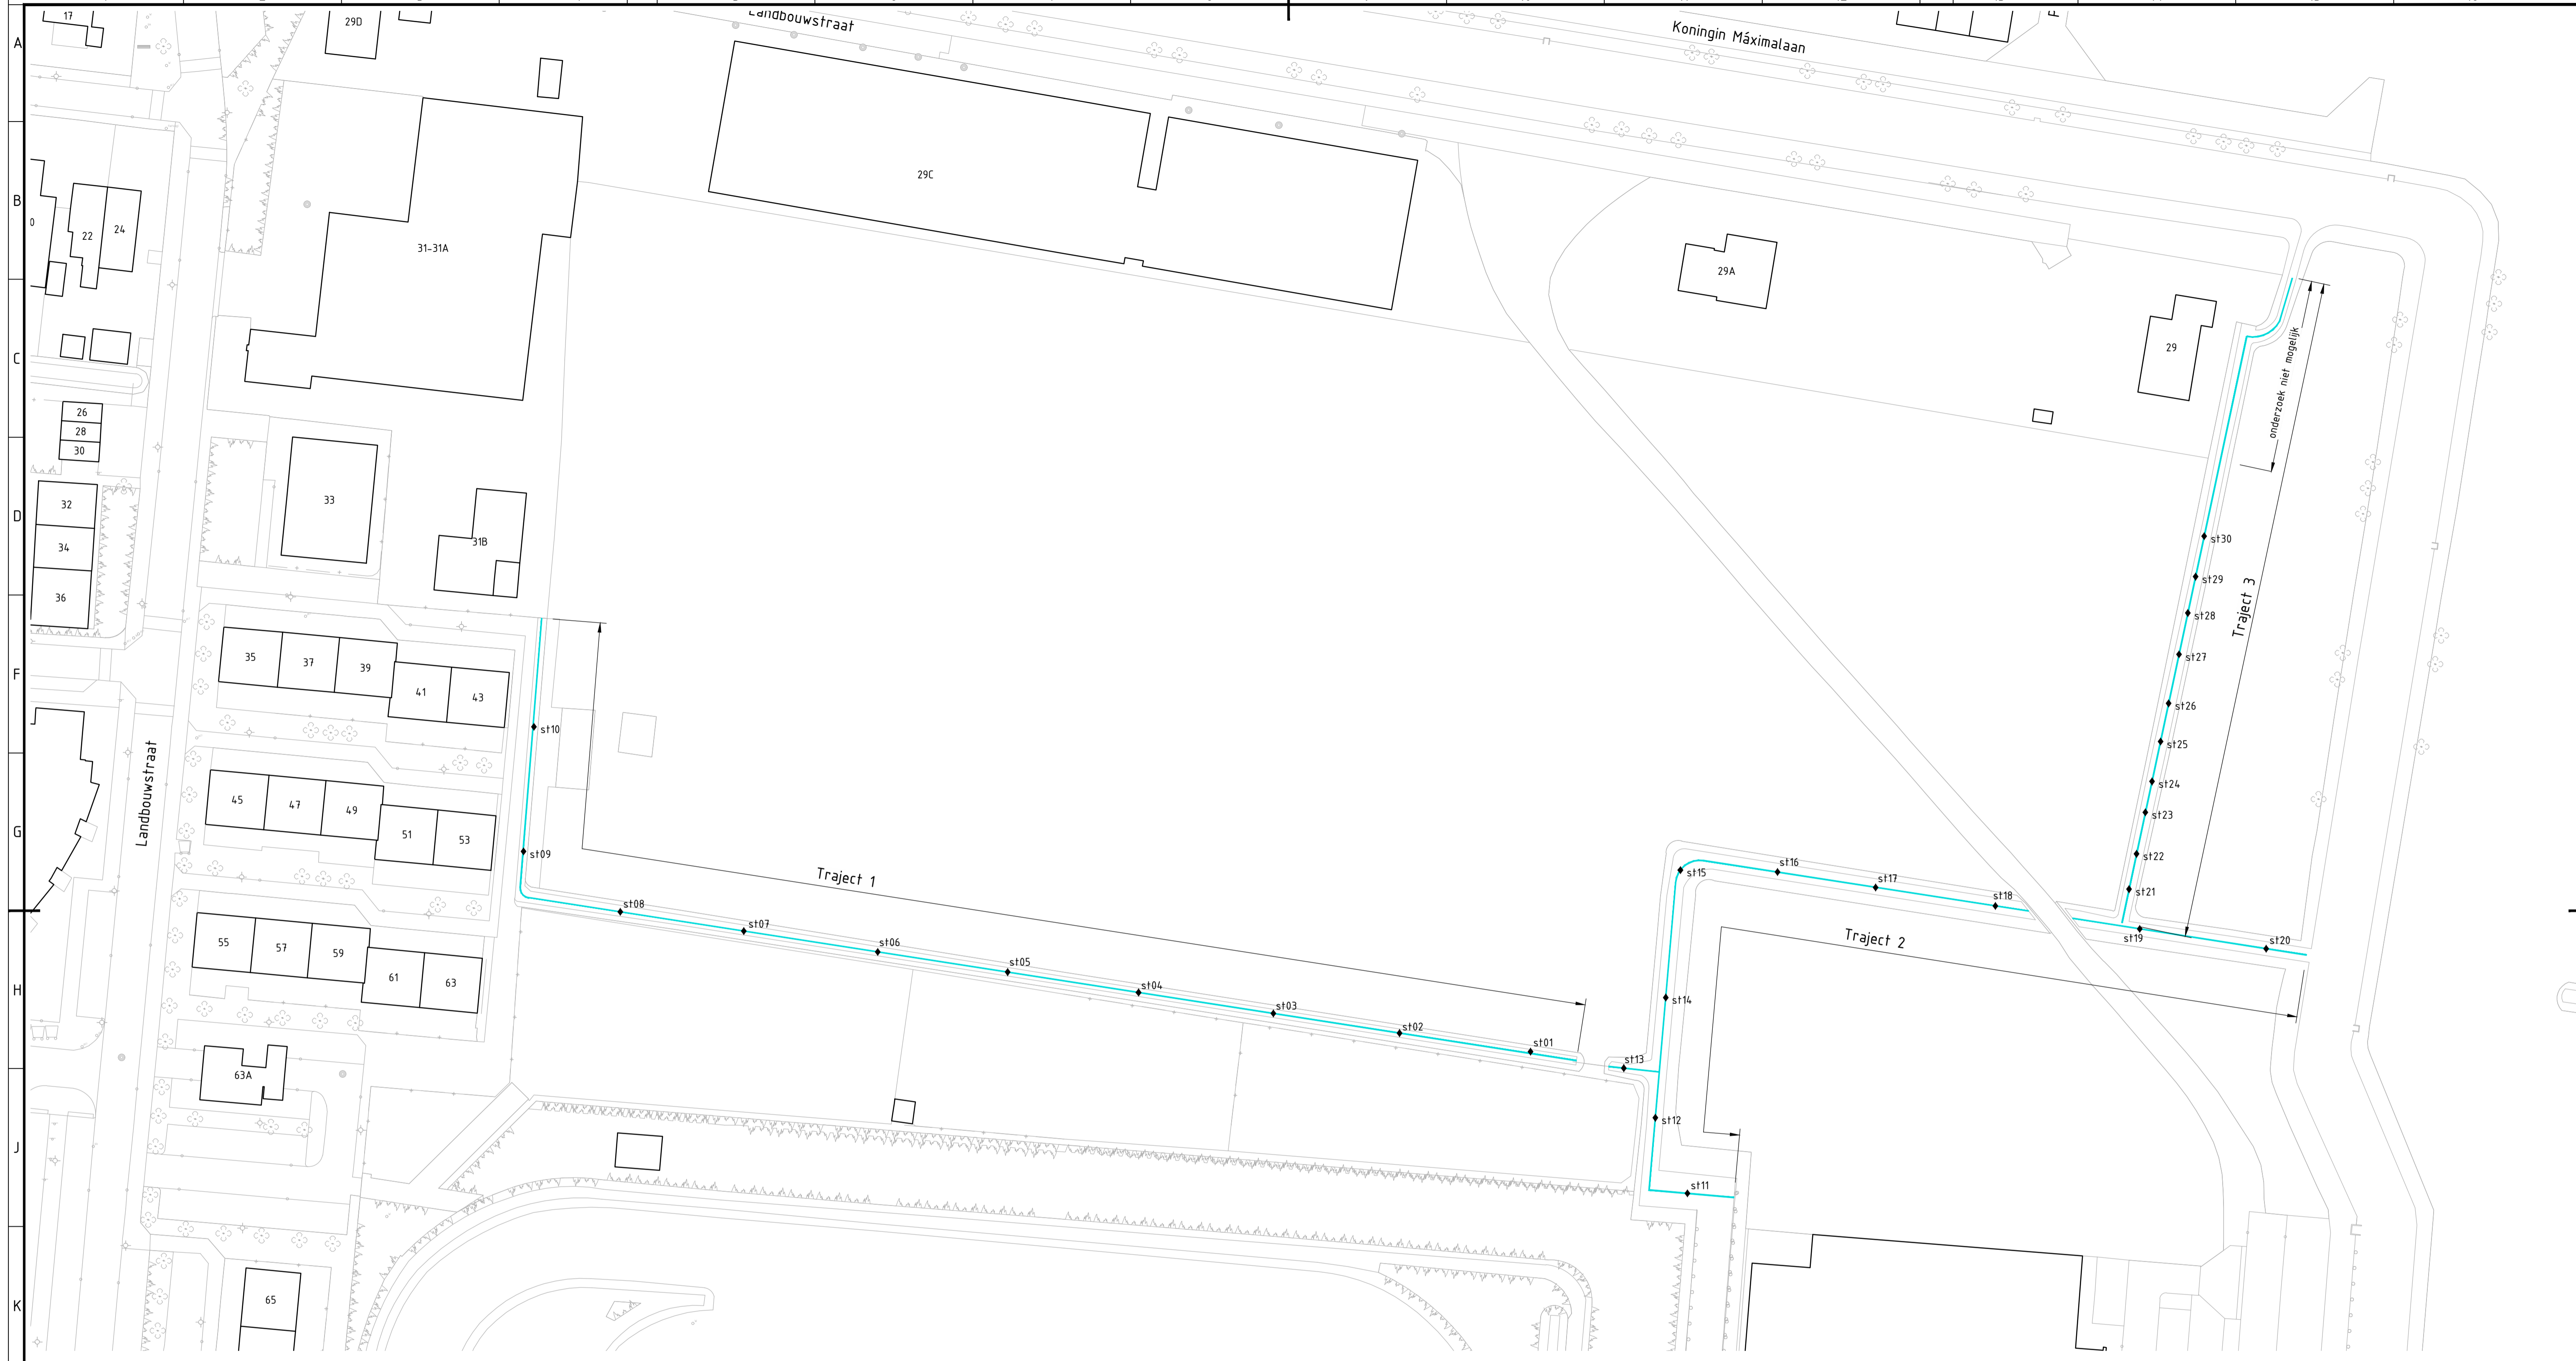 A
B
C
D
F
G
H
J
K
17
29D
Landbouwstraat
Koningin Máximalaan
22
24
31-31A
29C
29A
29
26
28
30
32
34
36
33
31B
onderzoek niet mogelijk
Traject 3
st30
st29
st28
st27
st26
st25
st24
st23
st22
st21
35
37
39
41
43
Landbouwstraat
45
47
49
51
53
st10
st09
Traject 1
st08
st07
st06
st05
st04
st03
st02
st01
st15
st16
st17
st18
st19
st20
Traject 2
st14
st13
st12
st11
55
57
59
61
63
63A
65